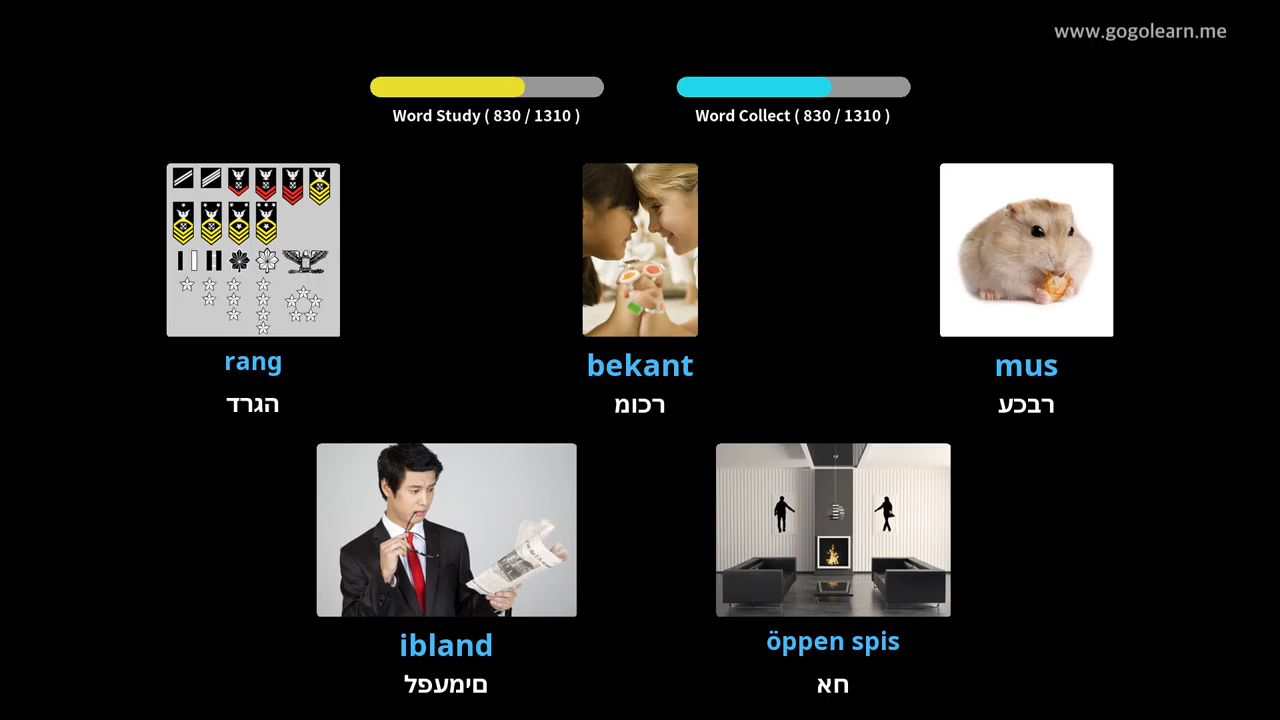 www.gogolearn.me
Word Study ( 830 / 1310 )
Word Collect ( 830 / 1310 )
rang
הגרד
bekant
רכומ
mus
רבכע
ibland
םימעפל
öppen spis
חא